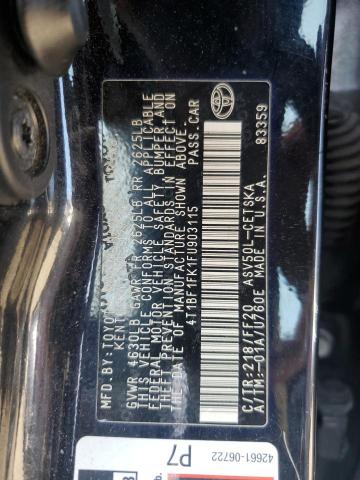 MFD.BY: TOYO
KENT
GVWR 4630LB GAWR FR 2625LB RR 2625LB
THIS VEHICLE CONFORMS TO ALL APPLICABLE
FEDERAL MOTOR VEHICLE SAFETY, BUMPER, AND
THEFT PREVENTION STANDARDS IN EFFECT ON
THE DATE OF MANUFACTURE SHOWN ABOVE.
4T1BF1FK1FU903115 PASS.CAR
C/TR: 218/FF20 ASV50L-CETSKA
A/TM: -01A/U760E U.S.A. 83359
TOYOTA
42661-06722
P7